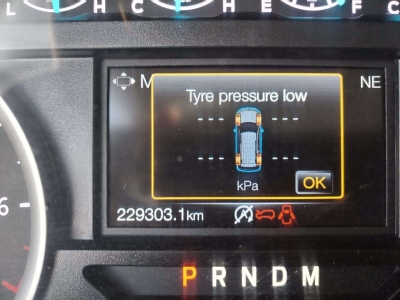 L H C H E F C
M NE
Tyre pressure low
--- ---
--- ---
kPa OK
229303.1km
6
P R N D M